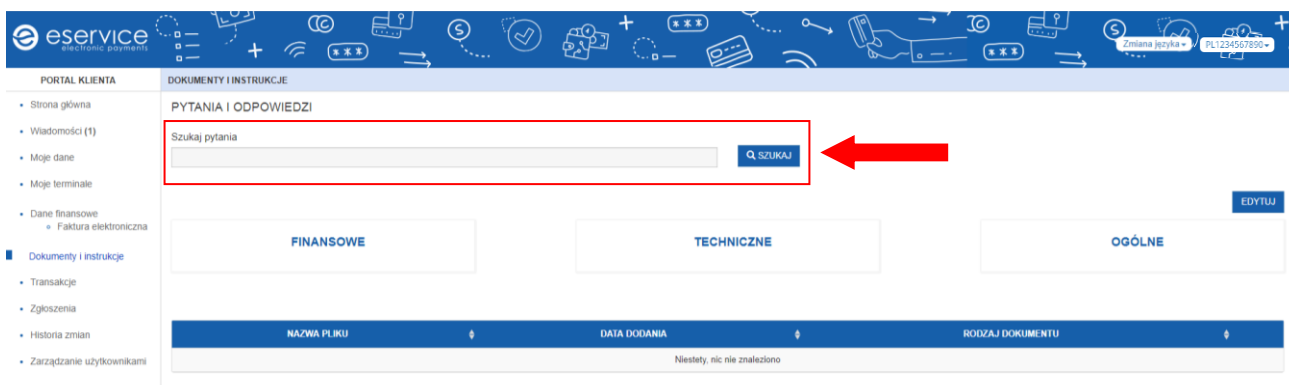 eservice
electronic payments
Zmiana języka
PL1234567890
PORTAL KLIENTA
DOKUMENTY I INSTRUKCJE
Strona główna
Wiadomości (1)
Moje dane
Moje terminale
Dane finansowe
Faktura elektroniczna
Dokumenty i instrukcje
Transakcje
Zgłoszenia
Historia zmian
Zarządzanie użytkownikami
PYTANIA I ODPOWIEDZI
Szukaj pytania
SZUKAJ
EDYTUJ
FINANSOWE
TECHNICZNE
OGÓLNE
NAZWA PLIKU
DATA DODANIA
RODZAJ DOKUMENTU
Niestety, nic nie znaleziono